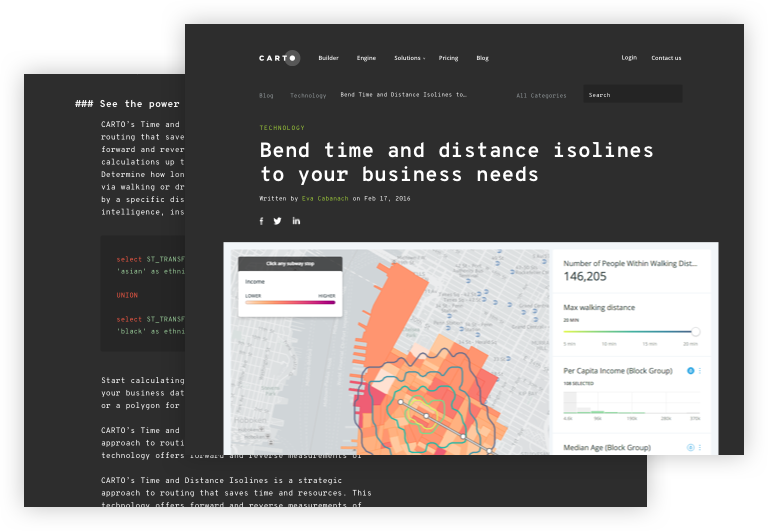 CARTO
Builder
Engine
Solutions
Pricing
Blog
Login
Contact us
Blog
Technology
Bend Time and Distance Isolines to…
All Categories
Search
TECHNOLOGY
Bend time and distance isolines
to your business needs
Written by Eva Cabanach on Feb 17, 2016
f
in
Click any subway stop
Income
LOWER
HIGHER
Number of People Within Walking Dist…
146,205
Max walking distance
20 MIN
5 min
10 min
15 min
20 min
Per Capita Income (Block Group)
108 SELECTED
96k
190k
280k
Median Age (Block Group)
### See the power
CARTO's Time and
routing that save
forward and rever
calculations up t
Determine how lon
via walking or dr
by a specific dis
intelligence, ins
select ST_TRANSF
'asian' as ethni
UNION
select ST_TRANSF
'black' as ethni
Start calculating
your business dat
or a polygon for
CARTO's Time and
approach to routi
technology offers forward and reverse measurements of
CARTO's Time and Distance Isolines is a strategic
approach to routing that saves time and resources. This
technology offers forward and reverse measurements of